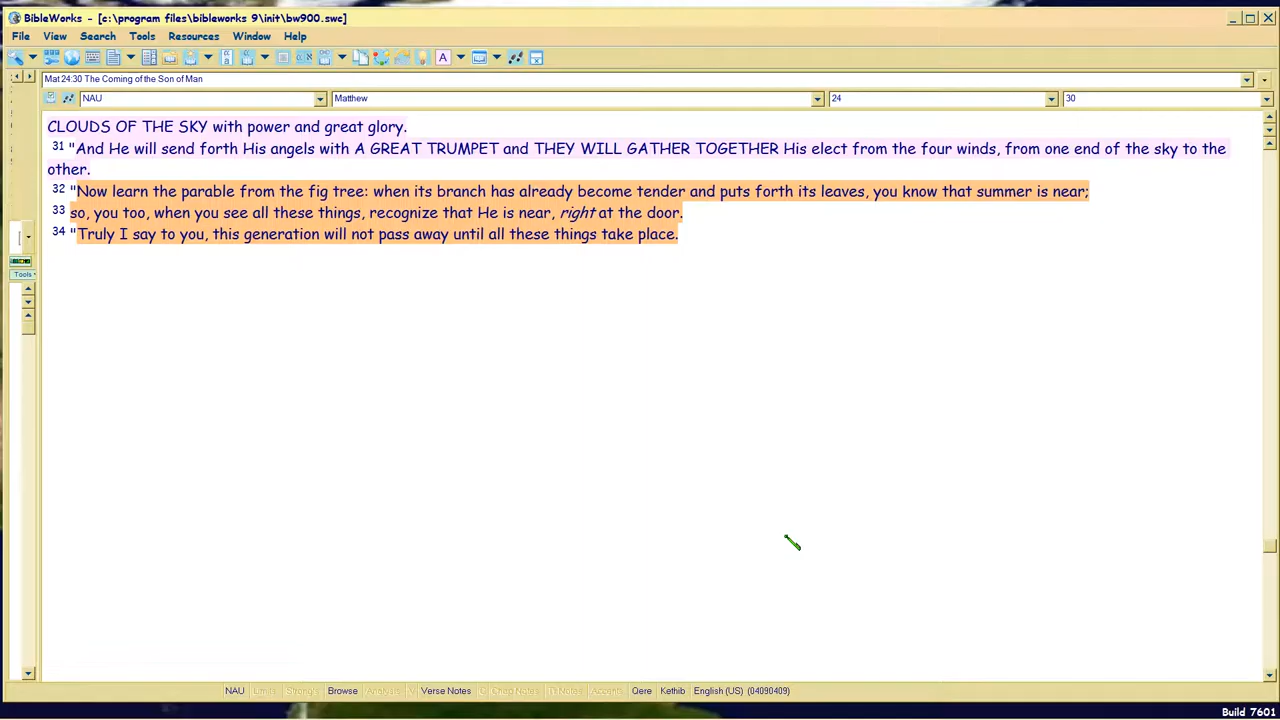 BibleWorks - [c:\program files\bibleworks 9\init\bw900.swc]
File View Search Tools Resources Window Help
Mat 24:30 The Coming of the Son of Man
NAU Matthew 24 30
CLOUDS OF THE SKY with power and great glory.
31 "And He will send forth His angels with A GREAT TRUMPET and THEY WILL GATHER TOGETHER His elect from the four winds, from one end of the sky to the
other.
32 "Now learn the parable from the fig tree: when its branch has already become tender and puts forth its leaves, you know that summer is near;
33 so, you too, when you see all these things, recognize that He is near, right at the door.
34 "Truly I say to you, this generation will not pass away until all these things take place.
Tools
NAU Limits Strong's Browse Analysis V Verse Notes C Chap Notes Accents Qere Kethib English (US) (04090409)
Build 7601